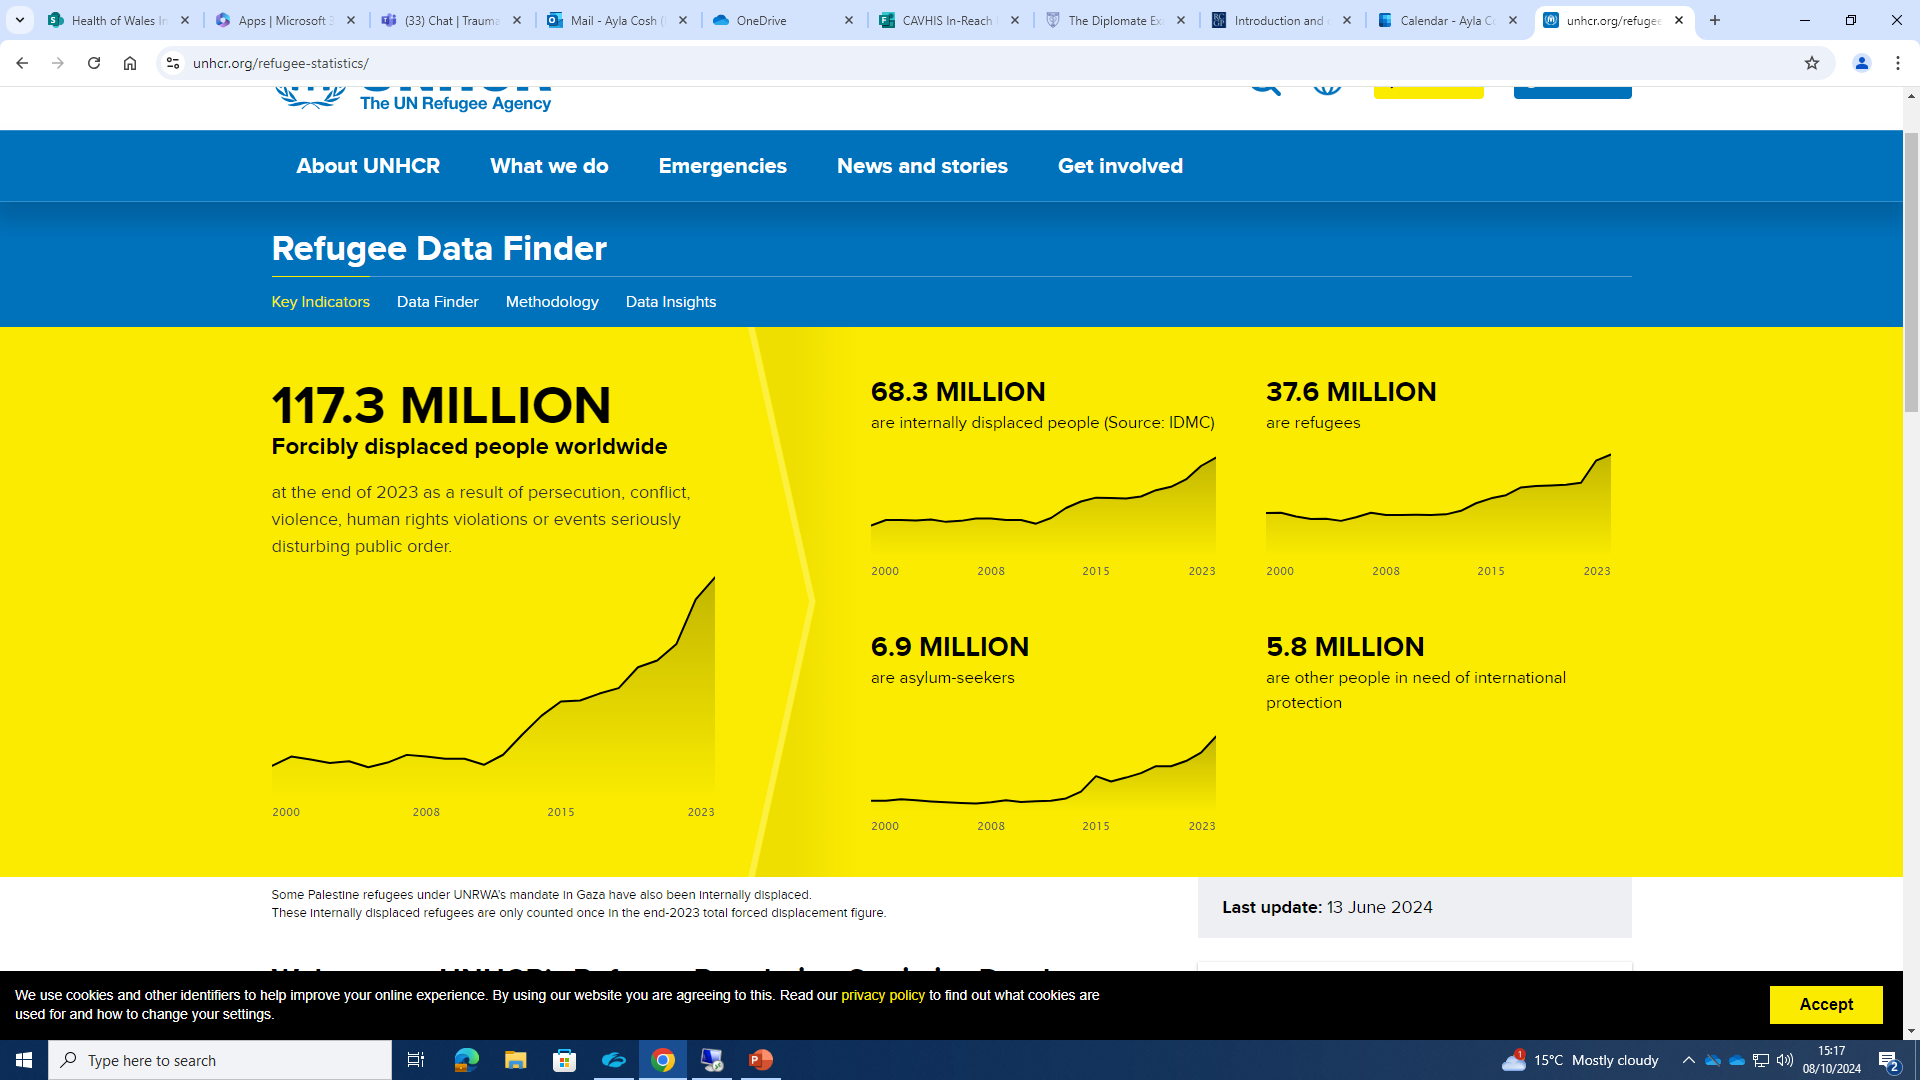 Health of Wales In
Apps | Microsoft 3
(33) Chat | Trauma
Mail - Ayla Cosh (
OneDrive
CAVHIS In-Reach
The Diplomate Exa
Introduction and
Calendar - Ayla Co
unhcr.org/refugee
unhcr.org/refugee-statistics/
The UN Refugee Agency
About UNHCR
What we do
Emergencies
News and stories
Get involved
Refugee Data Finder
Key Indicators
Data Finder
Methodology
Data Insights
117.3 MILLION
Forcibly displaced people worldwide
at the end of 2023 as a result of persecution, conflict,
violence, human rights violations or events seriously
disturbing public order.
2000 2008 2015 2023
68.3 MILLION
are internally displaced people (Source: IDMC)
2000 2008 2015 2023
37.6 MILLION
are refugees
2000 2008 2015 2023
6.9 MILLION
are asylum-seekers
2000 2008 2015 2023
5.8 MILLION
are other people in need of international
protection
Some Palestine refugees under UNRWA's mandate in Gaza have also been internally displaced.
These internally displaced refugees are only counted once in the end-2023 total forced displacement figure.
Last update: 13 June 2024
We use cookies and other identifiers to help improve your online experience. By using our website you are agreeing to this. Read our privacy policy to find out what cookies are
used for and how to change your settings.
Accept
Type here to search
1
15°C Mostly cloudy
15:17
08/10/2024
2